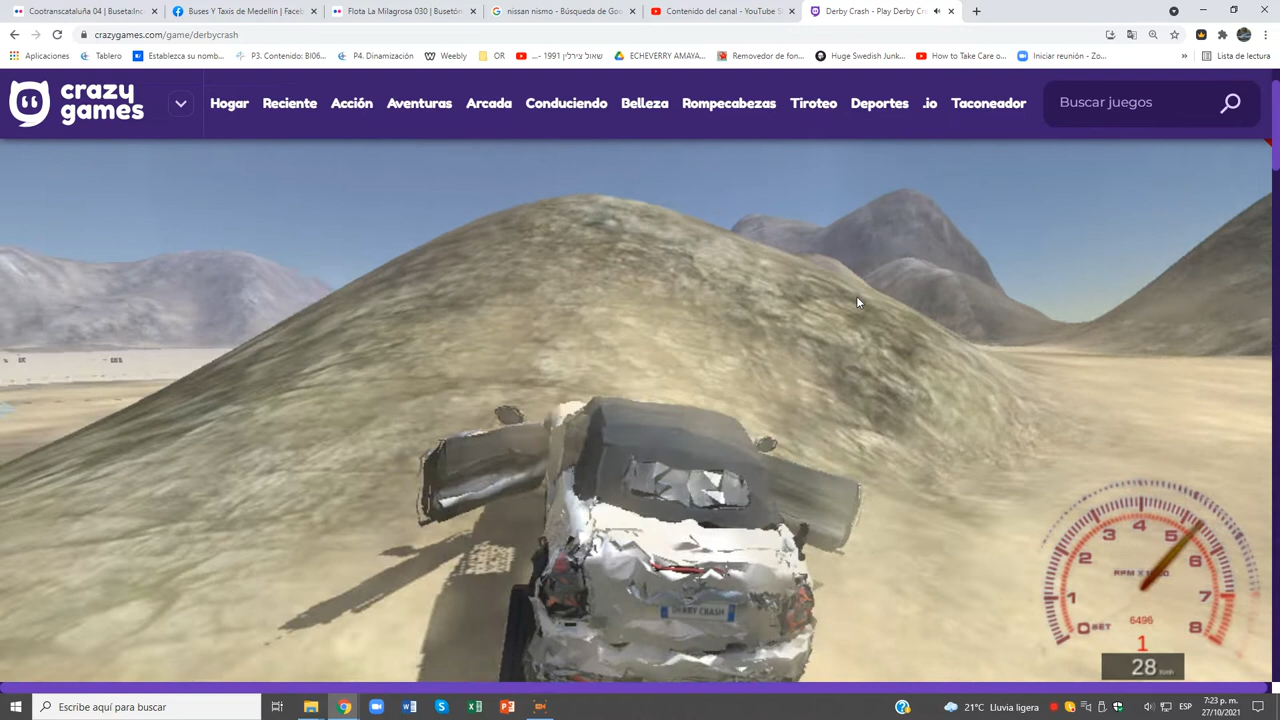 Cootranscataluña 04 | BusetaInc
Buses Y Taxis de Medellín | Faceb
Flota La Milagrosa 030 | Busetón
nissan nismo - Búsqueda de Goo
Contenido del canal - YouTube S
Derby Crash - Play Derby Cr
crazygames.com/game/derbycrash
Aplicaciones
Tablero
Establezca su nomb...
P3. Contenido: BI06...
P4. Dinamización
Weebly
OR
שאול צירלין 1991 -...
ECHEVERRY AMAYA...
Removedor de fon...
Huge Swedish Junk...
How to Take Care o...
Iniciar reunión - Zo...
»
Lista de lectura
crazy
games
Hogar
Reciente
Acción
Aventuras
Arcada
Conduciendo
Belleza
Rompecabezas
Tiroteo
Deportes
.io
Taconeador
Buscar juegos
DERBY CRASH
1
2
3
4
5
6
7
8
6496
1
28
Escribe aquí para buscar
21°C Lluvia ligera
ESP
7:23 p. m.
27/10/2021